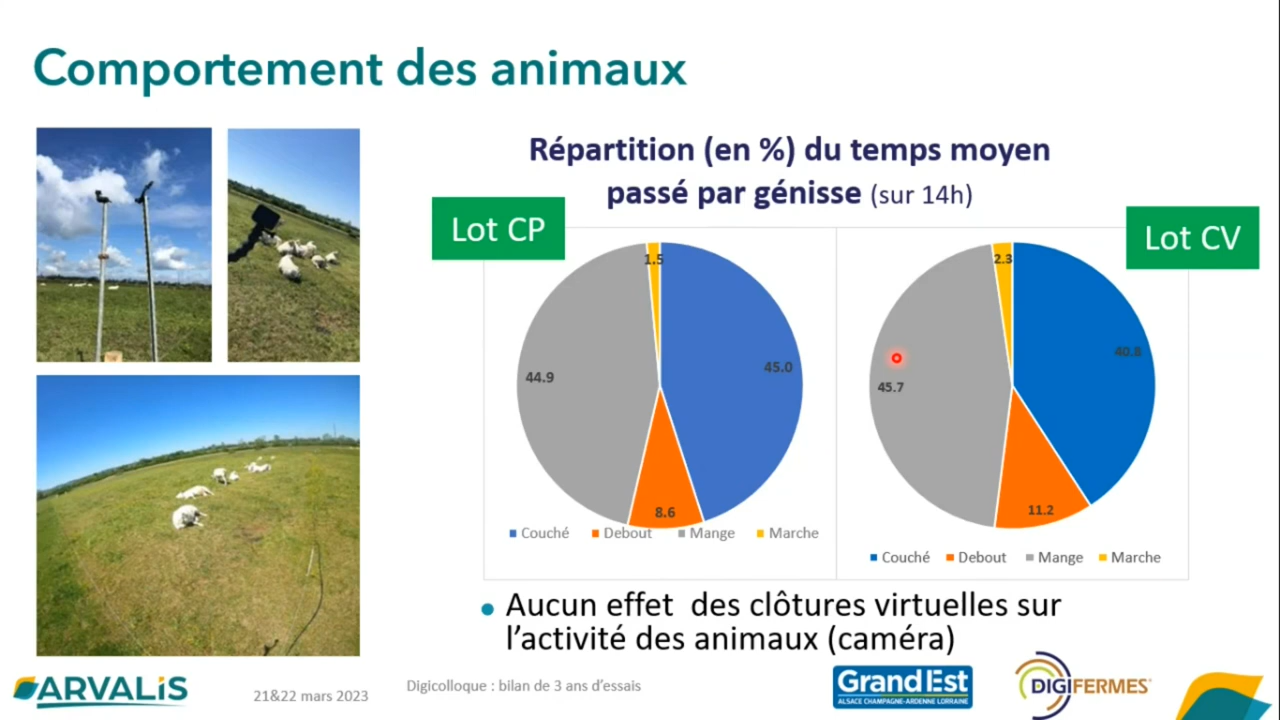 Comportement des animaux
Répartition (en %) du temps moyen
passé par génisse (sur 14h)
Lot CP
Lot CV
1.5
45.0
44.9
8.6
Couché Debout Mange Marche
2.3
40.8
45.7
11.2
Couché Debout Mange Marche
Aucun effet des clôtures virtuelles sur
l'activité des animaux (caméra)
ARVALIS
21&22 mars 2023
Digicolloque : bilan de 3 ans d'essais
Grand Est
ALSACE CHAMPAGNE-ARDENNE LORRAINE
DIGIFERMES